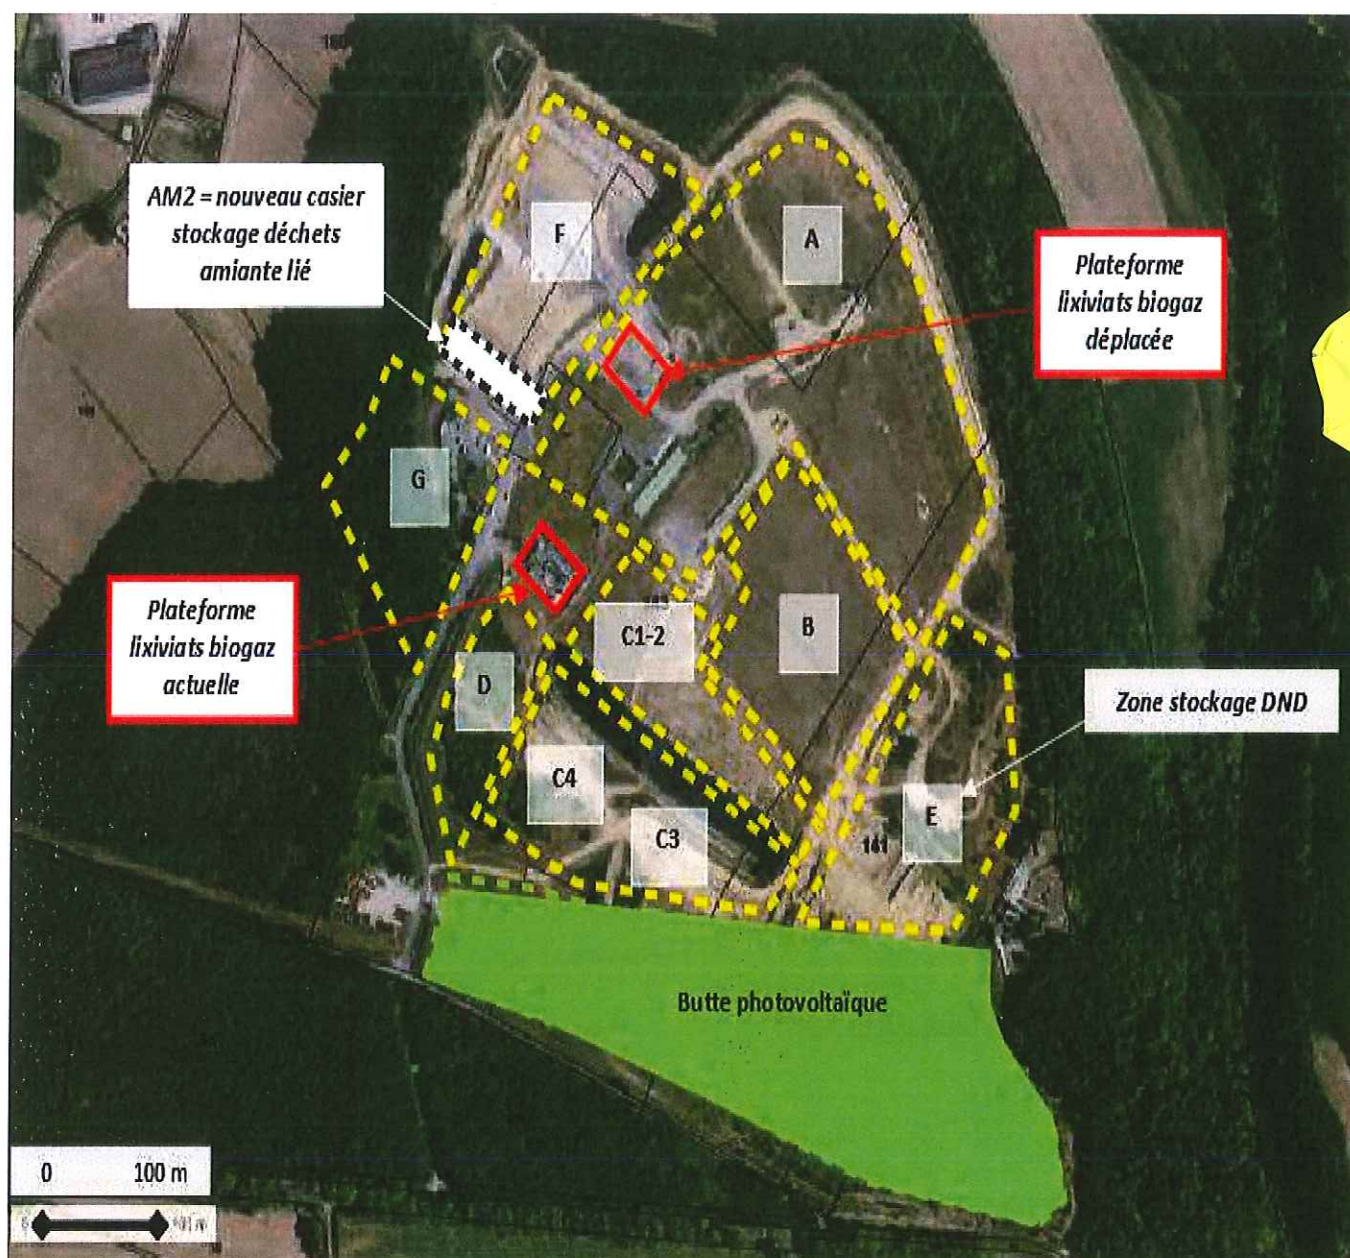 AM2 = nouveau casier
stockage déchets
amiante lié
F
A
Plateforme
lixiviats biogaz
déplacée
G
Plateforme
lixiviats biogaz
actuelle
C1-2
B
D
Zone stockage DND
C4
C3
E
141
Butte photovoltaïque
0 100 m